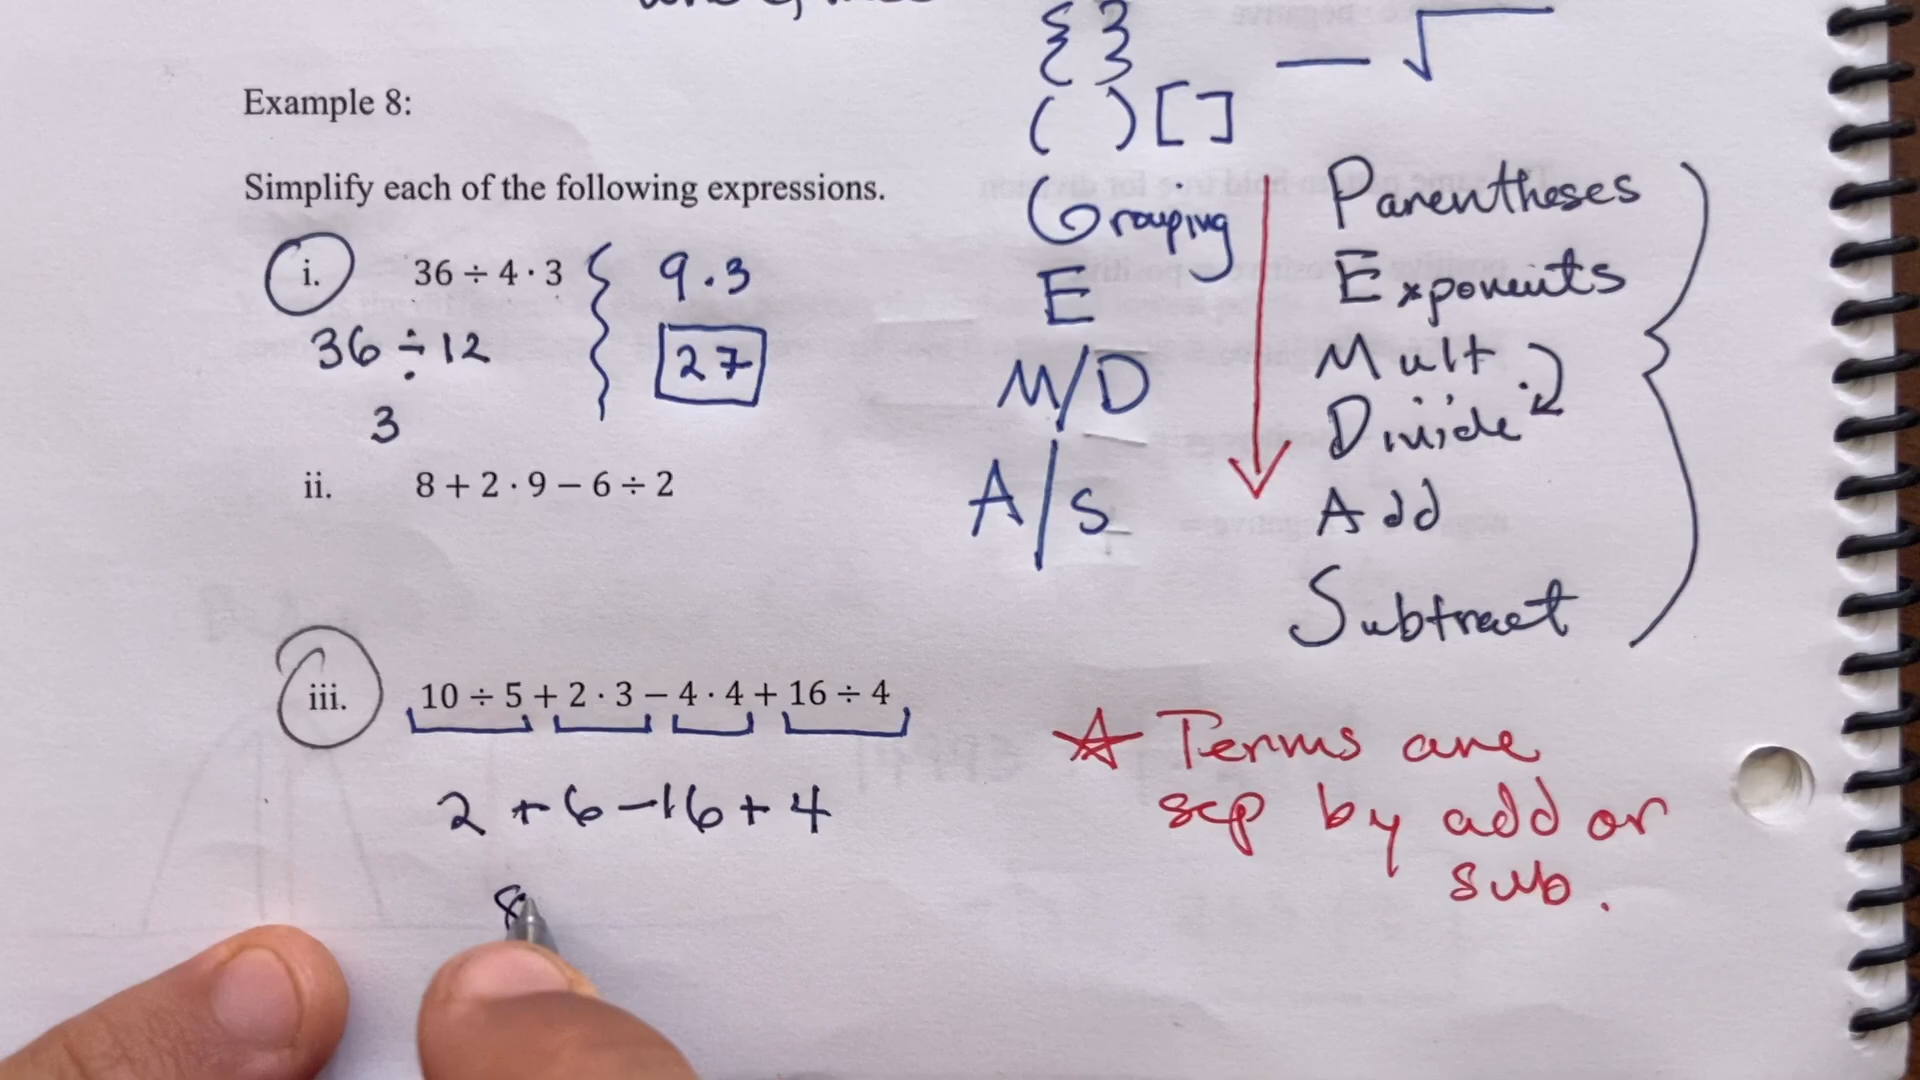 { }
— √
( ) [ ]
Example 8:
Simplify each of the following expressions.
i. 36 ÷ 4 · 3
9 . 3
36 ÷ 12
27
3
ii. 8 + 2 · 9 − 6 ÷ 2
Grouping
E
M/D
A/S
Parentheses
Exponents
Mult
Divide
Add
Subtract
iii. 10 ÷ 5 + 2 · 3 − 4 · 4 + 16 ÷ 4
2 + 6 − 16 + 4
8
☆ Terms are
sep by add or
sub.